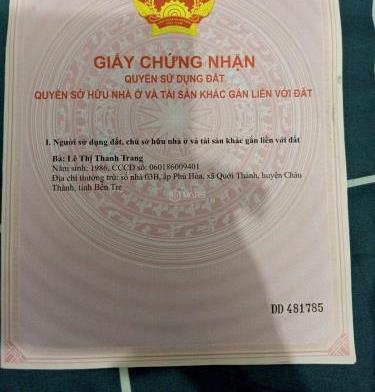 GIẤY CHỨNG NHẬN
QUYỀN SỬ DỤNG ĐẤT
QUYỀN SỞ HỮU NHÀ Ở VÀ TÀI SẢN KHÁC GẮN LIỀN VỚI ĐẤT
I. Người sử dụng đất, chủ sở hữu nhà ở và tài sản khác gắn liền với đất
Bà: Lê Thị Thanh Trang
Năm sinh: 1986, CCCD số: 060186009401
Địa chỉ thường trú: số nhà 03B, ấp Phú Hòa, xã Quới Thành, huyện Châu
Thành, tỉnh Bến Tre
DD 481785